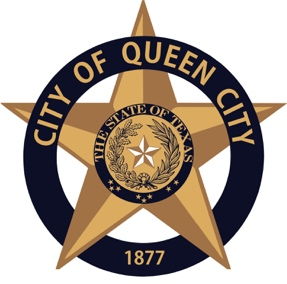 CITY OF QUEEN CITY
THE STATE OF TEXAS
1877